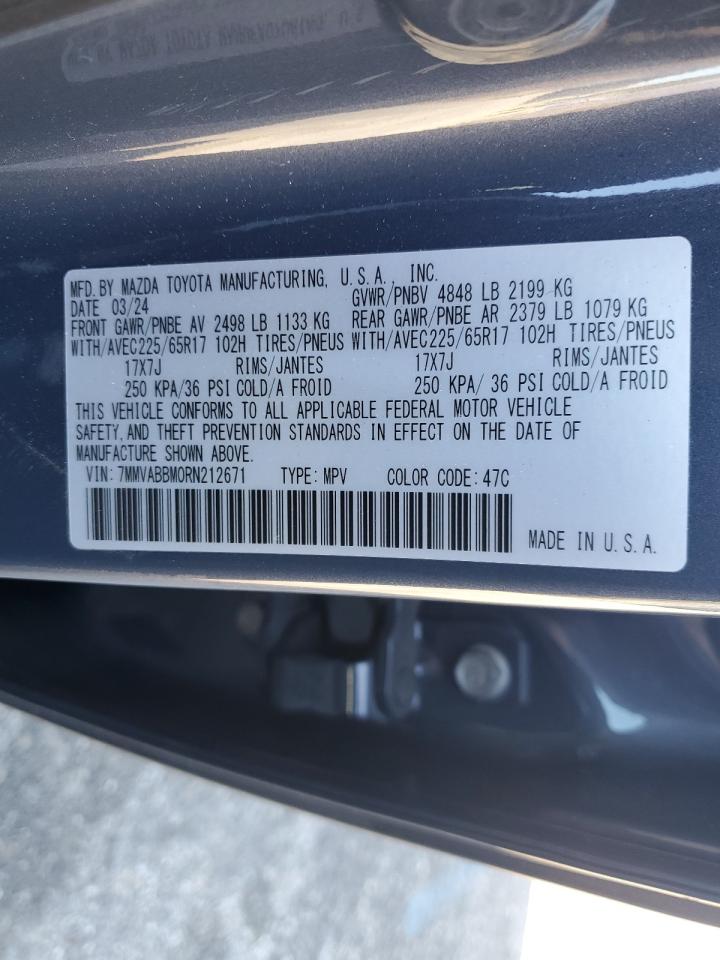 MFD. BY MAZDA TOYOTA MANUFACTURING, U.S.A., INC.
DATE 03/24 GVWR/PNBV 4848 LB 2199 KG
FRONT GAWR/PNBE AV 2498 LB 1133 KG REAR GAWR/PNBE AR 2379 LB 1079 KG
WITH/AVEC225/65R17 102H TIRES/PNEUS WITH/AVEC225/65R17 102H TIRES/PNEUS
17X7J RIMS/JANTES 17X7J RIMS/JANTES
250 KPA/36 PSI COLD/A FROID 250 KPA/ 36 PSI COLD/A FROID
THIS VEHICLE CONFORMS TO ALL APPLICABLE FEDERAL MOTOR VEHICLE
SAFETY, AND THEFT PREVENTION STANDARDS IN EFFECT ON THE DATE OF
MANUFACTURE SHOWN ABOVE.
VIN: 7MMVABBM0RN212671 TYPE: MPV COLOR CODE: 47C
MADE IN U.S.A.